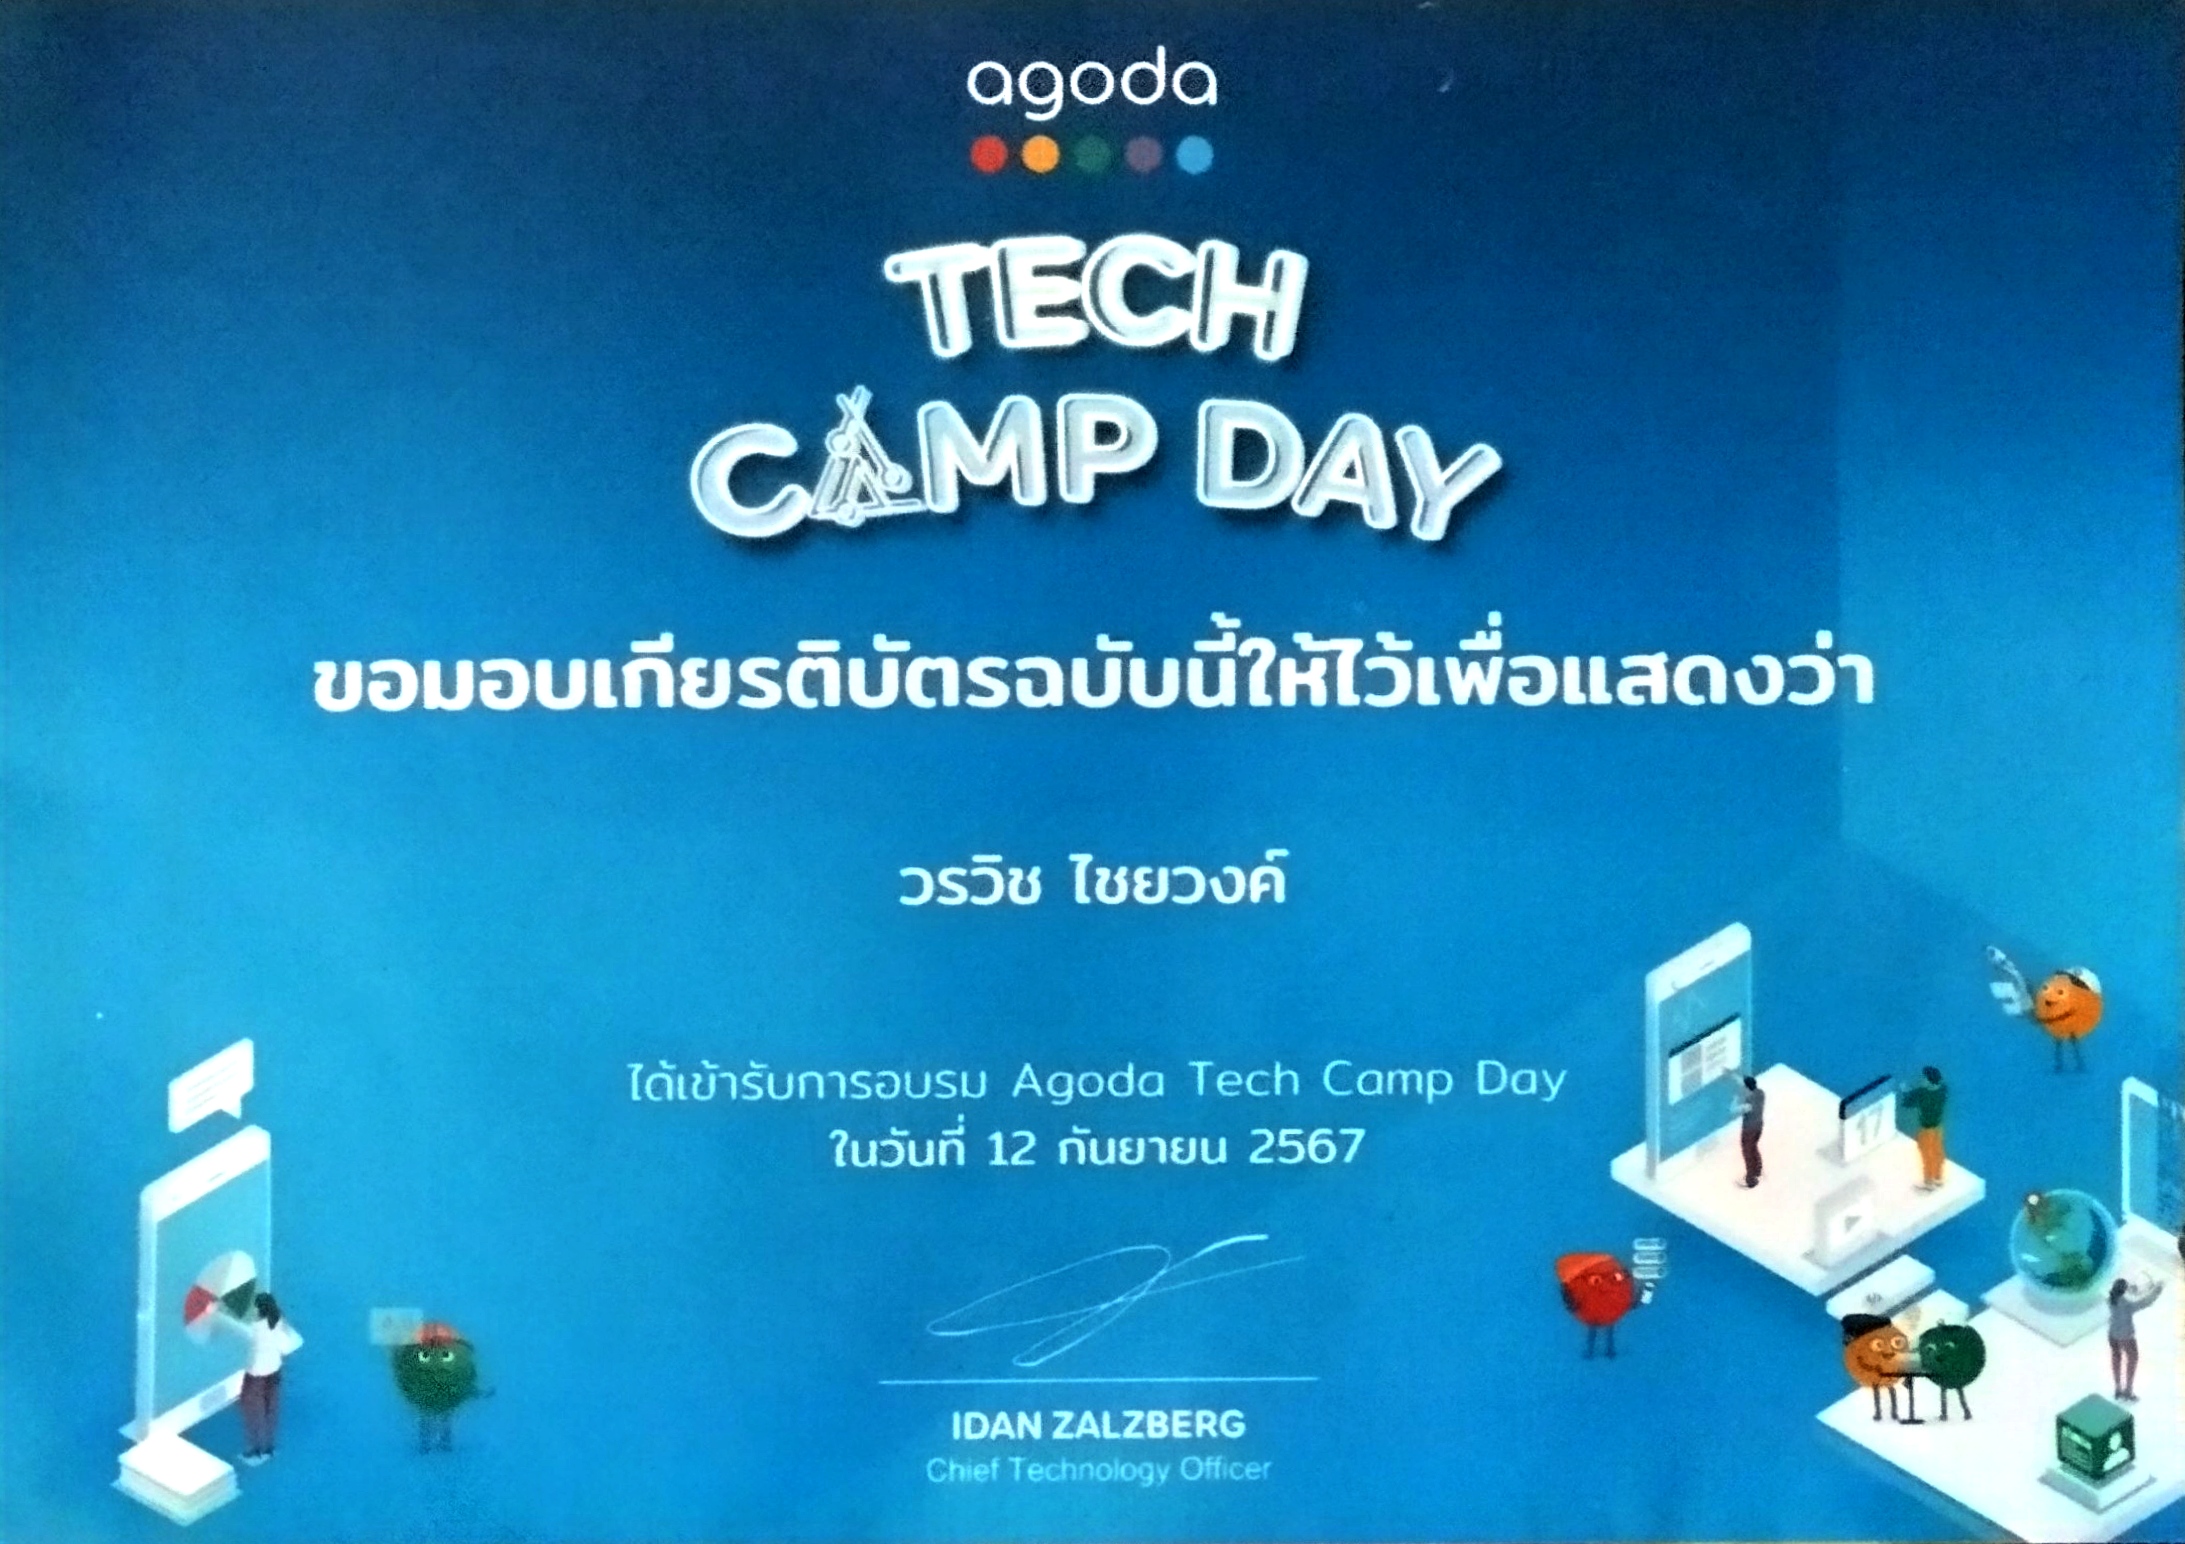 agoda
TECH
CAMP DAY
ขอมอบเกียรติบัตรฉบับนี้ให้ไว้เพื่อแสดงว่า
วรวิช ไชยวงค์
ได้เข้ารับการอบรม Agoda Tech Camp Day
ในวันที่ 12 กันยายน 2567
IDAN ZALZBERG
Chief Technology Officer
17